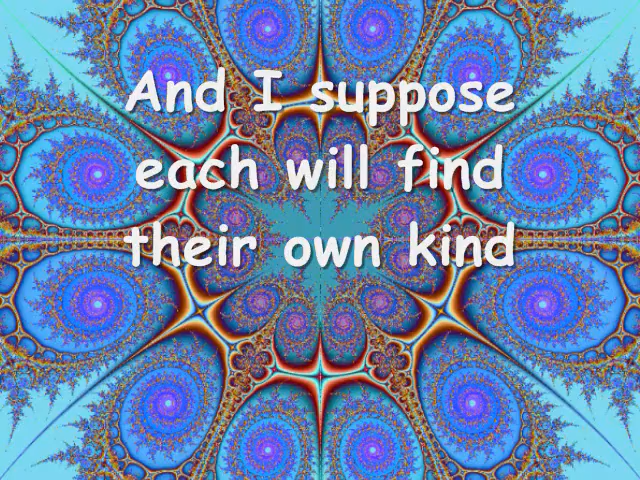 And I suppose
each will find
their own kind